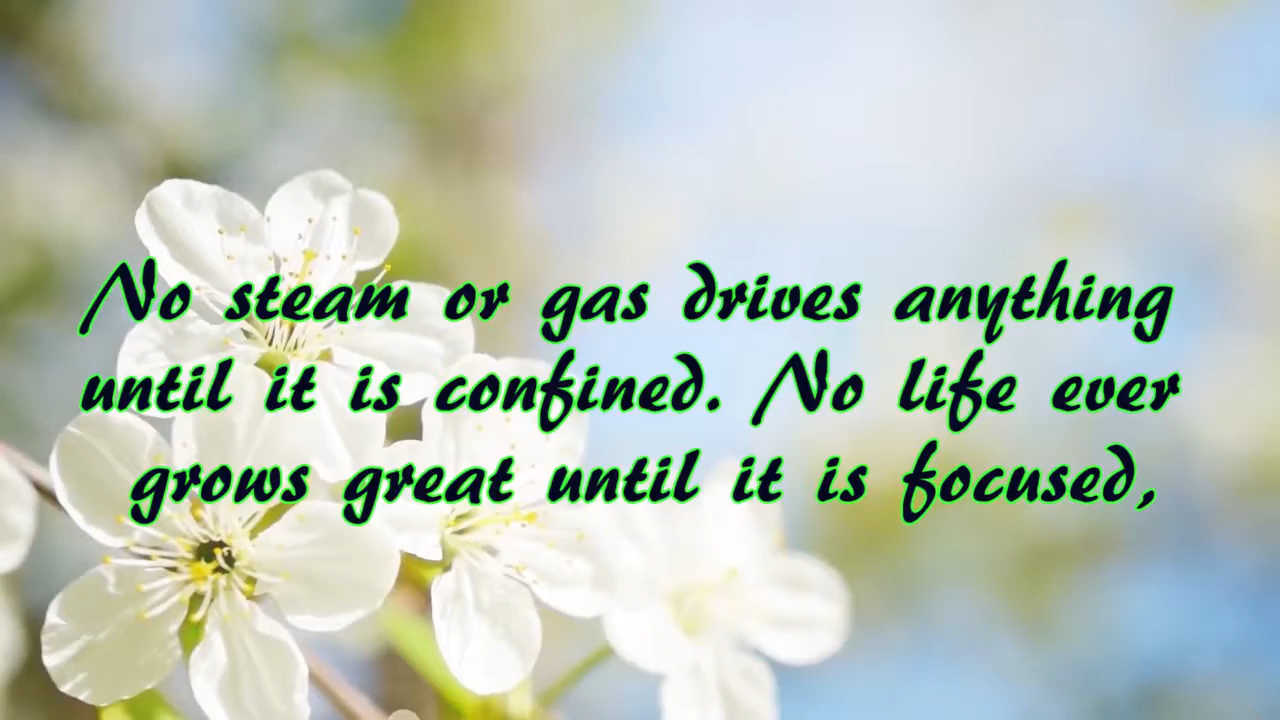 No steam or gas drives anything
until it is confined. No life ever
grows great until it is focused,